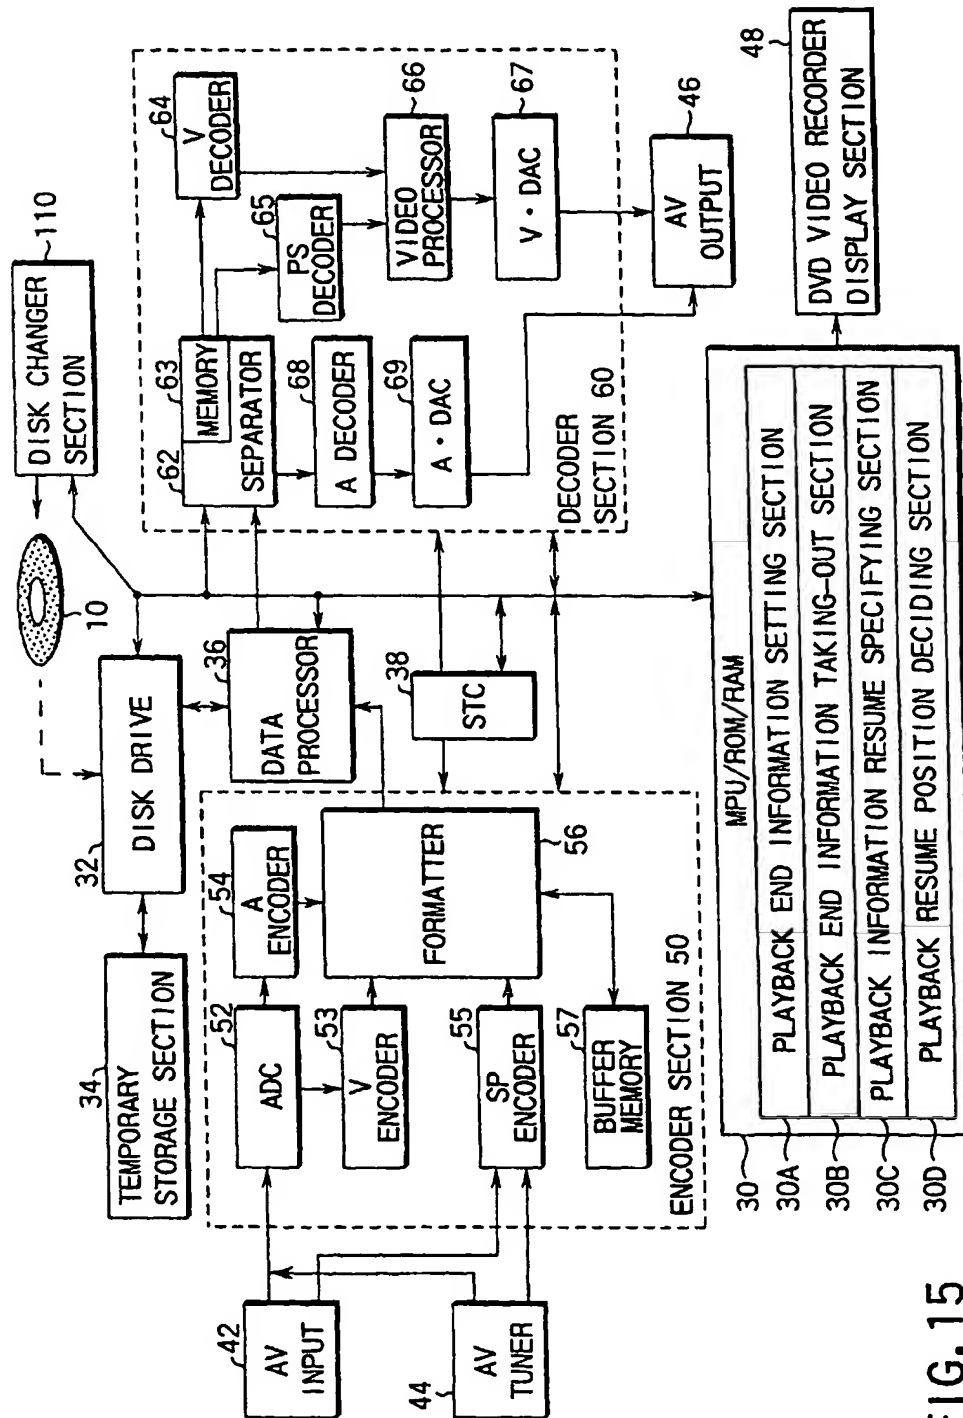 DISK CHANGER
SECTION
110
10
32
DISK DRIVE
34
TEMPORARY
STORAGE SECTION
36
DATA
PROCESSOR
38
STC
42
AV
INPUT
44
AV
TUNER
52
ADC
54
A
ENCODER
53
V
ENCODER
55
SP
ENCODER
57
BUFFER
MEMORY
FORMATTER
56
ENCODER SECTION 50
62
63
MEMORY
SEPARATOR
64
V
DECODER
65
PS
DECODER
66
VIDEO
PROCESSOR
67
V・DAC
68
A DECODER
69
A・DAC
DECODER
SECTION 60
46
AV
OUTPUT
48
DVD VIDEO RECORDER
DISPLAY SECTION
30
MPU/ROM/RAM
30A
PLAYBACK END INFORMATION SETTING SECTION
30B
PLAYBACK END INFORMATION TAKING-OUT SECTION
30C
PLAYBACK INFORMATION RESUME SPECIFYING SECTION
30D
PLAYBACK RESUME POSITION DECIDING SECTION
FIG. 15